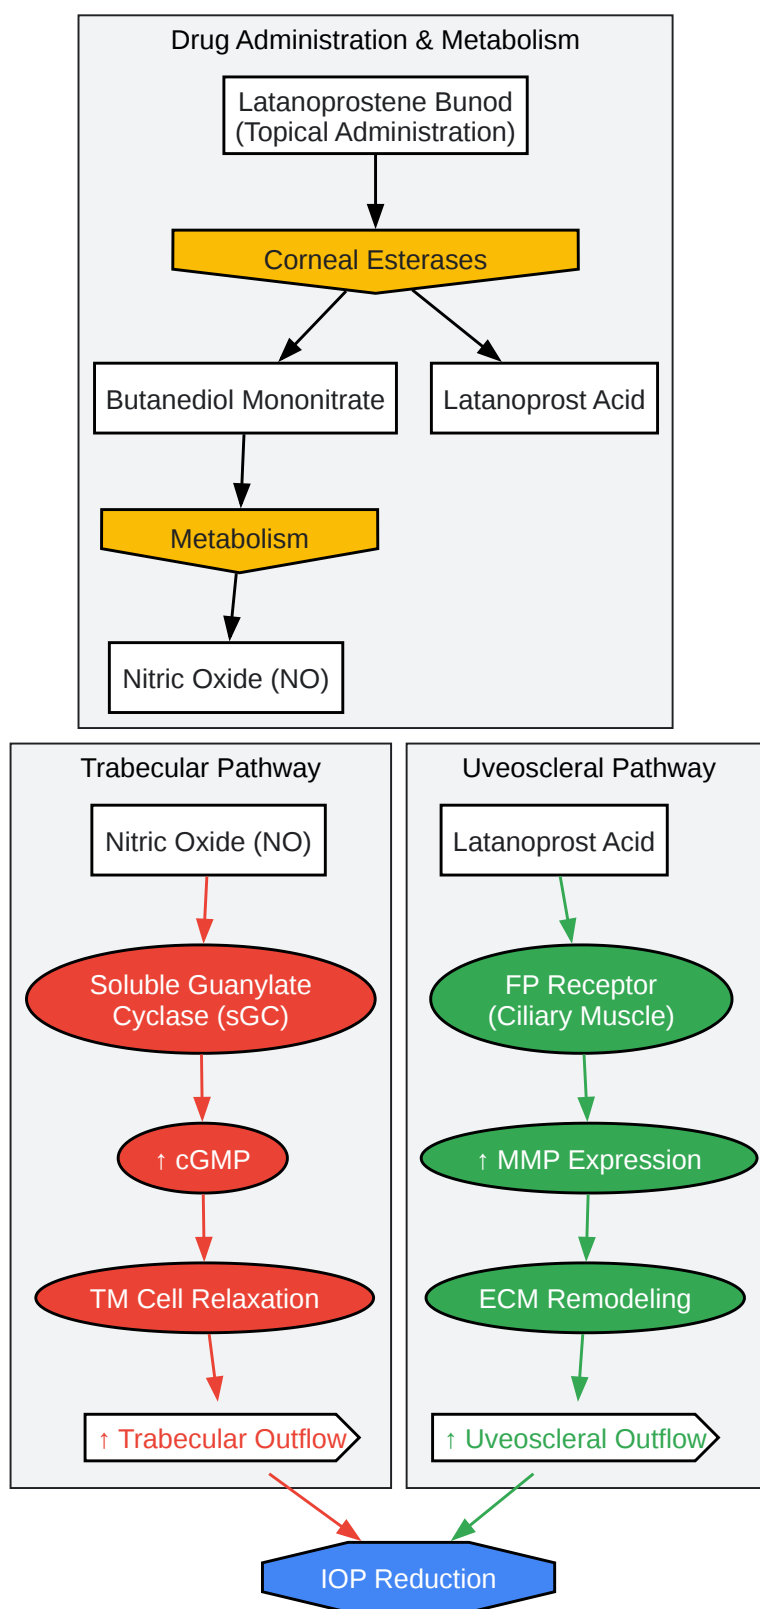 Drug Administration & Metabolism
Latanoprostene Bunod
(Topical Administration)
Corneal Esterases
Butanediol Mononitrate
Latanoprost Acid
Metabolism
Nitric Oxide (NO)
Trabecular Pathway
Nitric Oxide (NO)
Soluble Guanylate
Cyclase (sGC)
↑ cGMP
TM Cell Relaxation
↑ Trabecular Outflow
Uveoscleral Pathway
Latanoprost Acid
FP Receptor
(Ciliary Muscle)
↑ MMP Expression
ECM Remodeling
↑ Uveoscleral Outflow
IOP Reduction